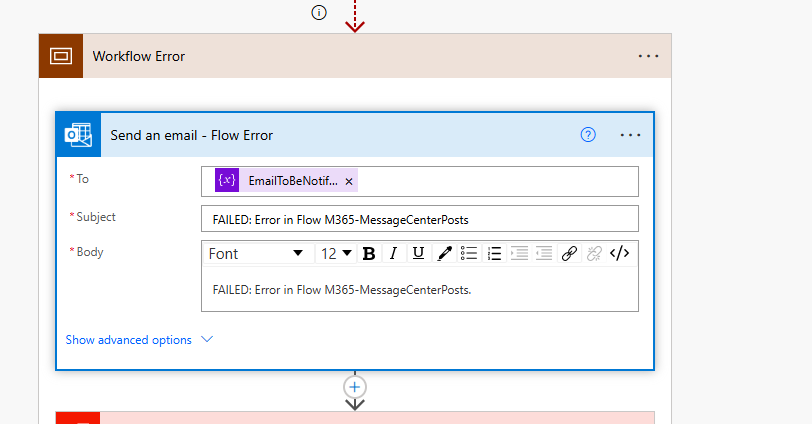 Workflow Error
Send an email - Flow Error
* To
{x} EmailToBeNotif... ×
* Subject
FAILED: Error in Flow M365-MessageCenterPosts
* Body
Font 12 B I U </>
FAILED: Error in Flow M365-MessageCenterPosts.
Show advanced options